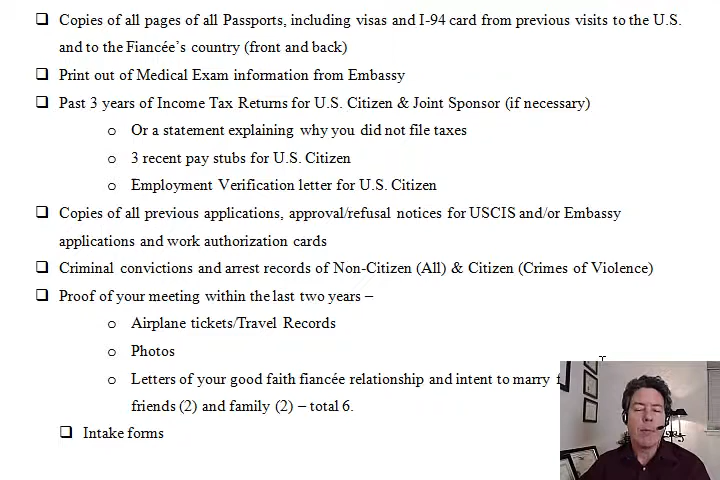 ❑ Copies of all pages of all Passports, including visas and I-94 card from previous visits to the U.S.
and to the Fiancée's country (front and back)
❑ Print out of Medical Exam information from Embassy
❑ Past 3 years of Income Tax Returns for U.S. Citizen & Joint Sponsor (if necessary)
o Or a statement explaining why you did not file taxes
o 3 recent pay stubs for U.S. Citizen
o Employment Verification letter for U.S. Citizen
❑ Copies of all previous applications, approval/refusal notices for USCIS and/or Embassy
applications and work authorization cards
❑ Criminal convictions and arrest records of Non-Citizen (All) & Citizen (Crimes of Violence)
❑ Proof of your meeting within the last two years –
o Airplane tickets/Travel Records
o Photos
o Letters of your good faith fiancée relationship and intent to marry
friends (2) and family (2) – total 6.
❑ Intake forms